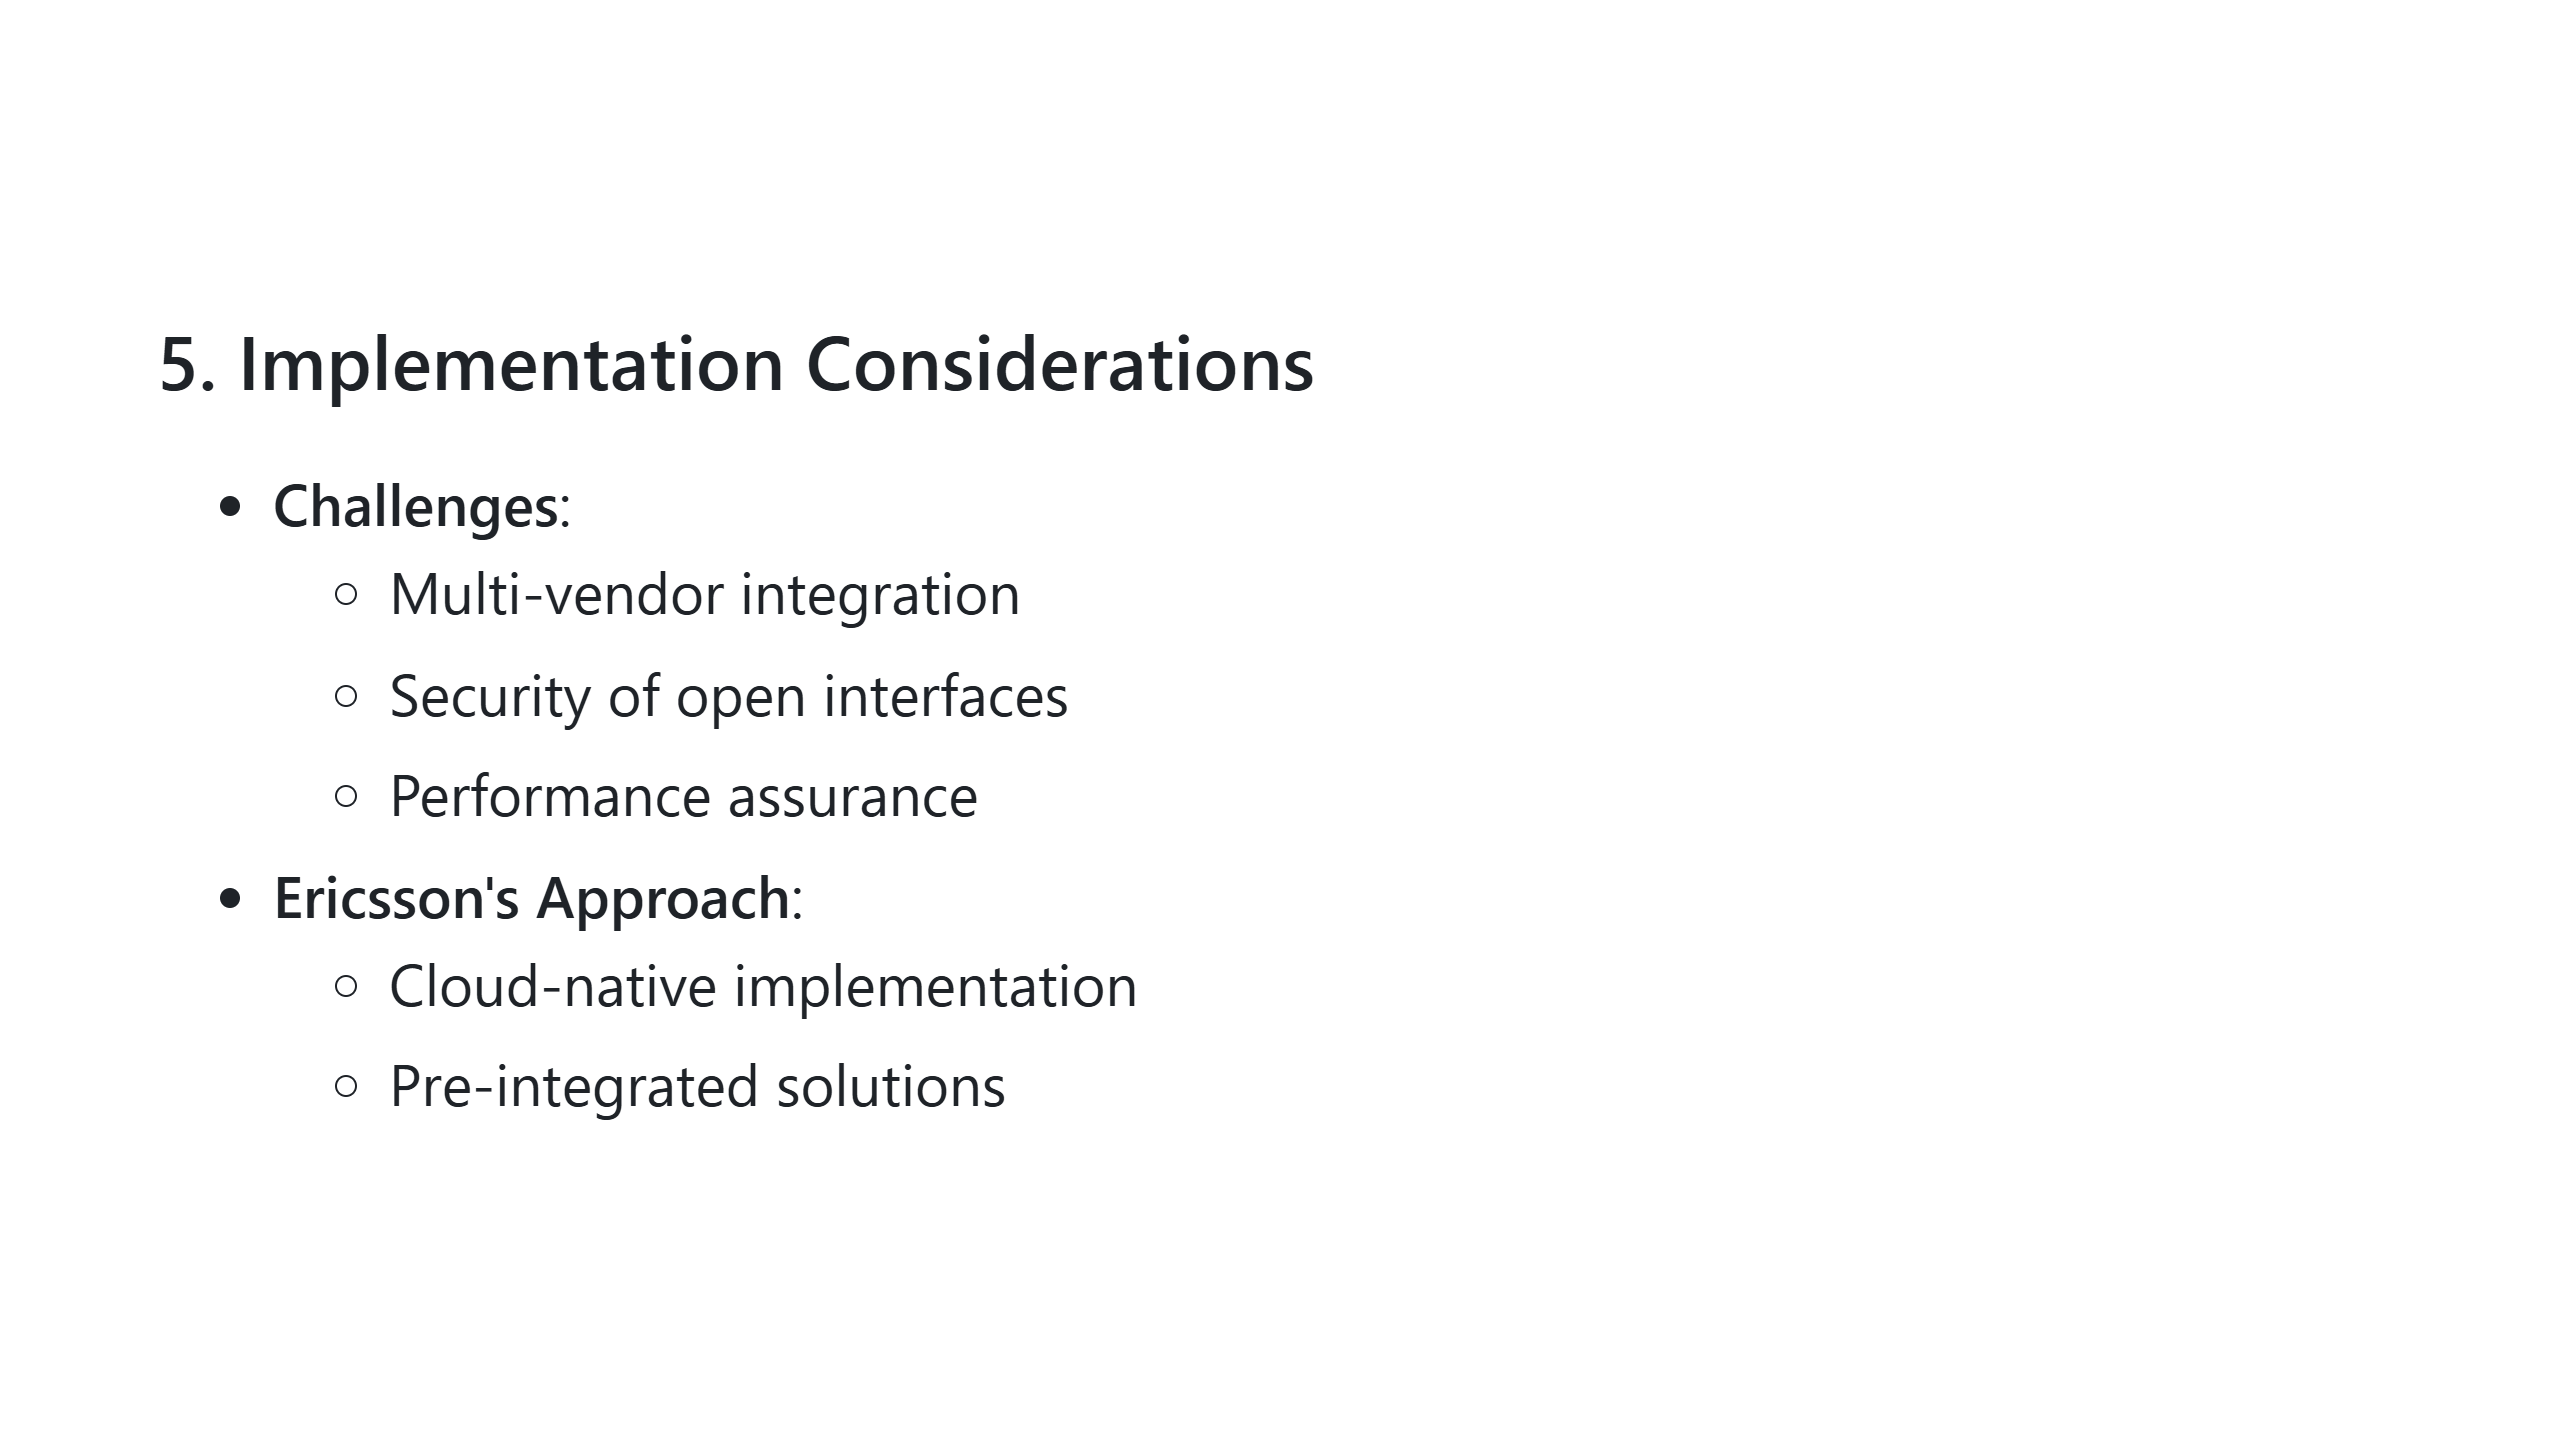 5. Implementation Considerations
• Challenges:
○ Multi-vendor integration
○ Security of open interfaces
○ Performance assurance
• Ericsson's Approach:
○ Cloud-native implementation
○ Pre-integrated solutions